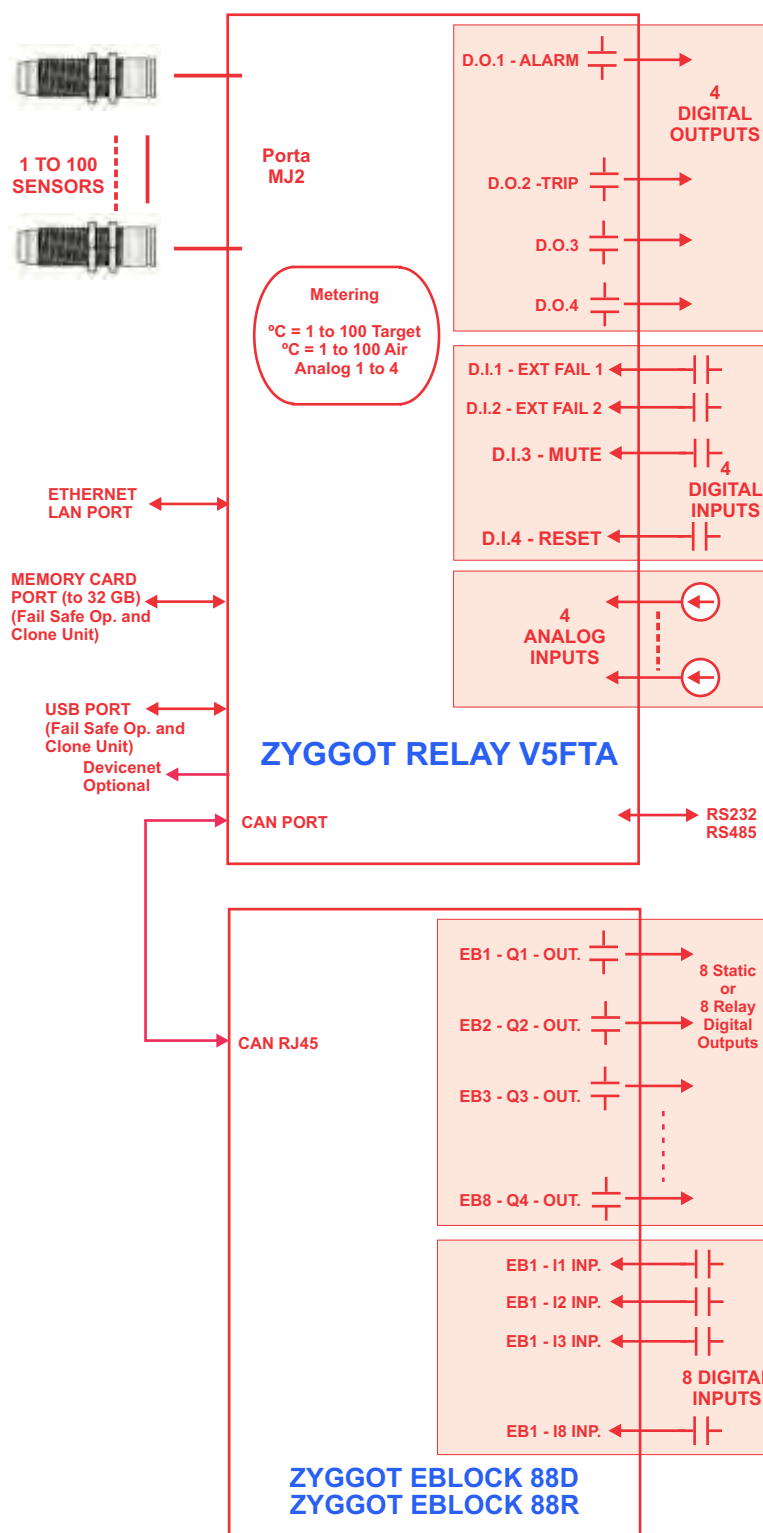 1 TO 100
SENSORS
Porta
MJ2
Metering
ºC = 1 to 100 Target
ºC = 1 to 100 Air
Analog 1 to 4
D.O.1 - ALARM
D.O.2 -TRIP
D.O.3
D.O.4
4
DIGITAL
OUTPUTS
D.I.1 - EXT FAIL 1
D.I.2 - EXT FAIL 2
D.I.3 - MUTE
D.I.4 - RESET
4
DIGITAL
INPUTS
4
ANALOG
INPUTS
ETHERNET
LAN PORT
MEMORY CARD
PORT (to 32 GB)
(Fail Safe Op. and
Clone Unit)
USB PORT
(Fail Safe Op. and
Clone Unit)
Devicenet
Optional
ZYGGOT RELAY V5FTA
CAN PORT
RS232
RS485
CAN RJ45
EB1 - Q1 - OUT.
EB2 - Q2 - OUT.
EB3 - Q3 - OUT.
EB8 - Q4 - OUT.
8 Static
or
8 Relay
Digital
Outputs
EB1 - I1 INP.
EB1 - I2 INP.
EB1 - I3 INP.
EB1 - I8 INP.
8 DIGITAL
INPUTS
ZYGGOT EBLOCK 88D
ZYGGOT EBLOCK 88R